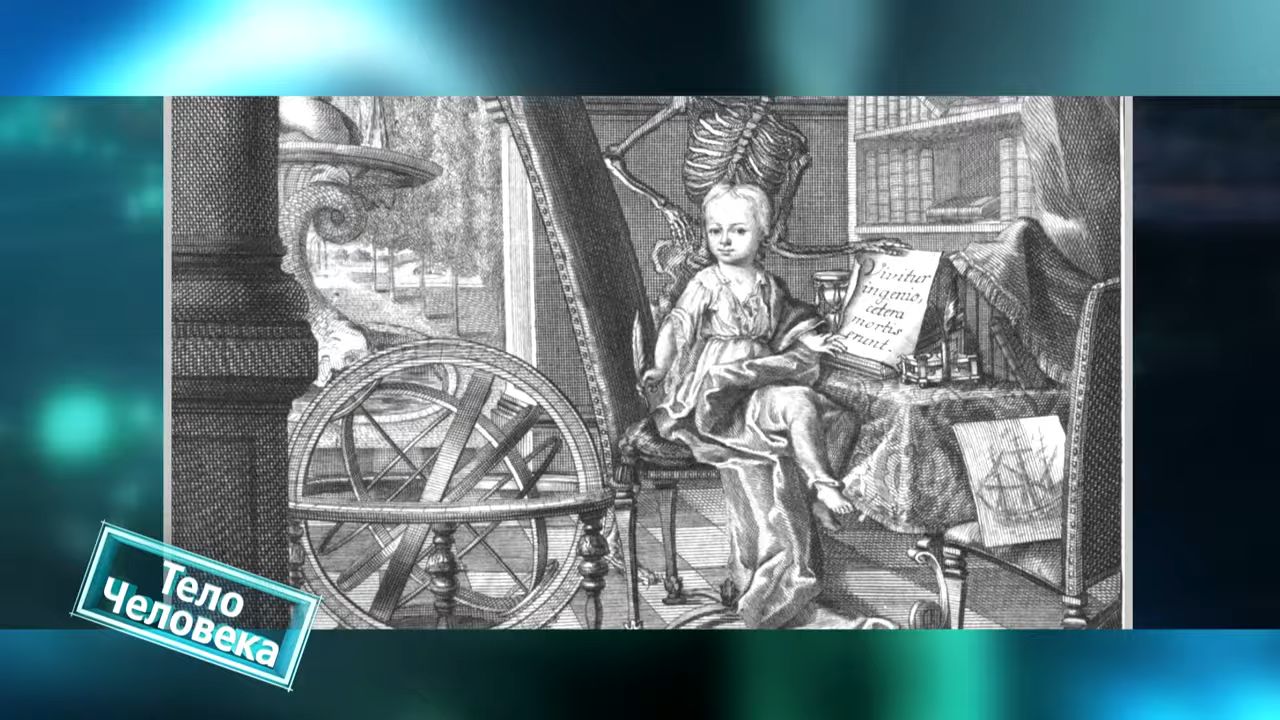 Vivitur
ingenio,
cetera
mortis
erunt.
Тело
Человека